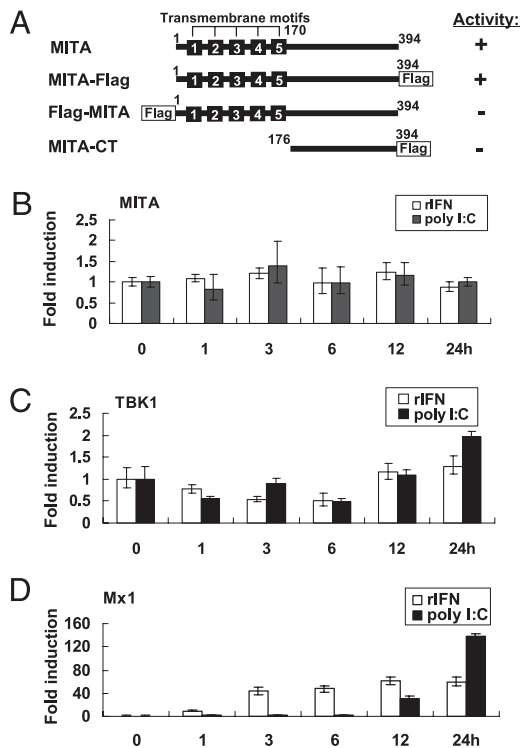 A
Transmembrane motifs
Activity:
MITA
1
1 2 3 4 5
170
394
+
MITA-Flag
1
1 2 3 4 5
394
Flag
+
Flag-MITA
Flag
1
1 2 3 4 5
394
-
MITA-CT
176
394
Flag
-
B
MITA
rIFN
poly I:C
Fold induction
2.5
2
1.5
1
0.5
0
0 1 3 6 12 24h
C
TBK1
rIFN
poly I:C
Fold induction
2.5
2
1.5
1
0.5
0
0 1 3 6 12 24h
D
Mx1
rIFN
poly I:C
Fold induction
160
120
80
40
0
0 1 3 6 12 24h